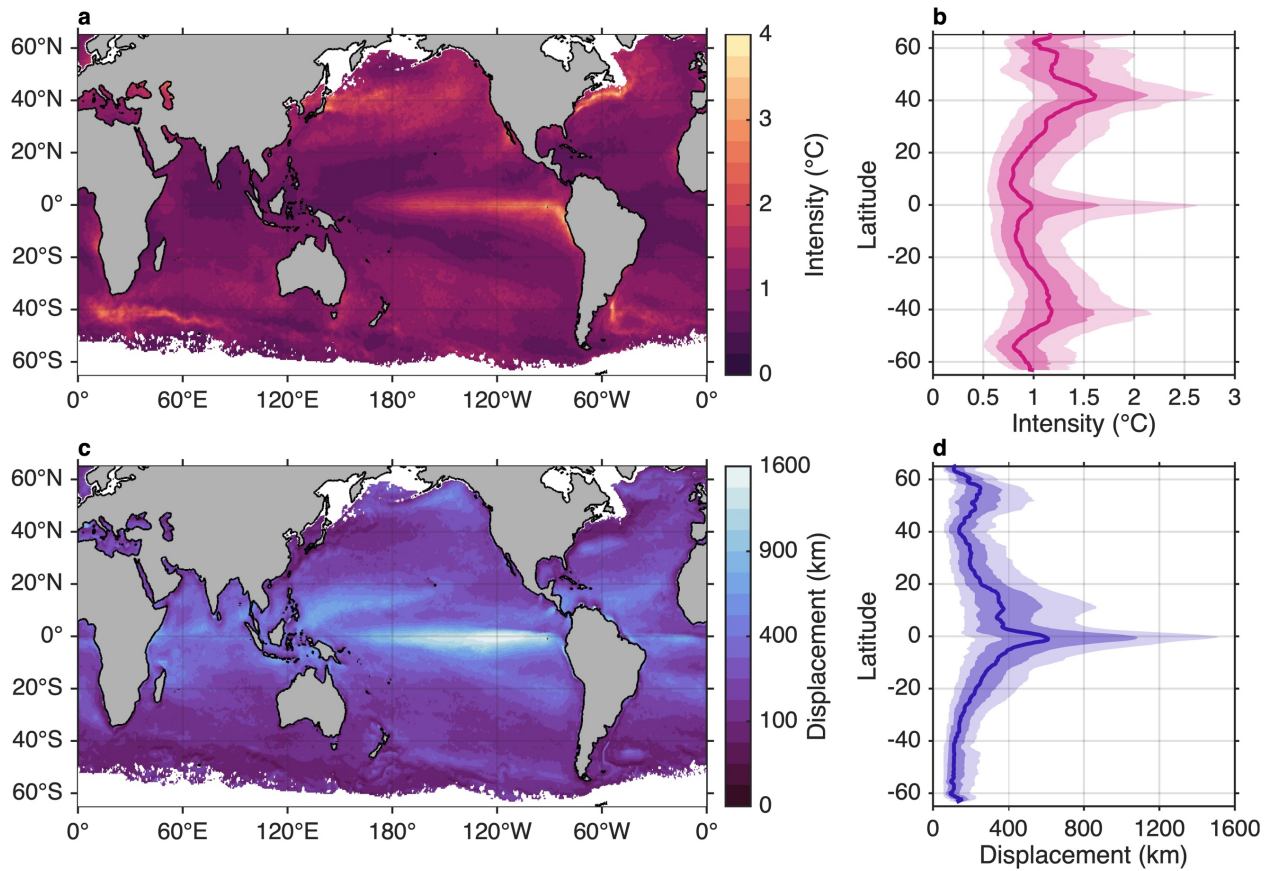 a
60°N
40°N
20°N
0°
20°S
40°S
60°S
0°
60°E
120°E
180°
120°W
60°W
0°
4
3
2
1
0
Intensity (°C)
b
60
40
20
0
-20
-40
-60
Latitude
0
0.5
1
1.5
2
2.5
3
Intensity (°C)
c
60°N
40°N
20°N
0°
20°S
40°S
60°S
0°
60°E
120°E
180°
120°W
60°W
0°
1600
900
400
100
0
Displacement (km)
d
60
40
20
0
-20
-40
-60
Latitude
0
400
800
1200
1600
Displacement (km)